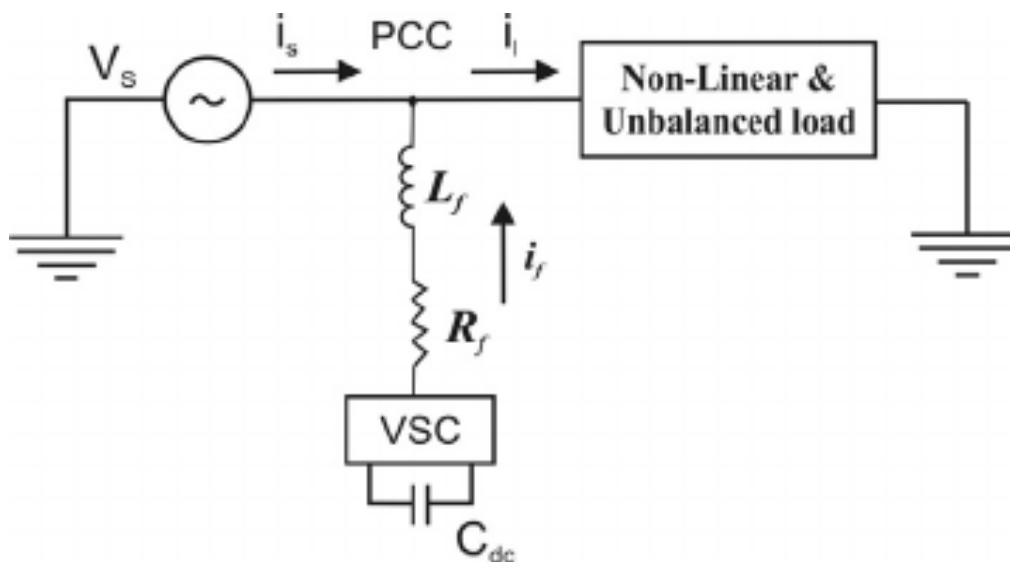 i_s PCC i_l
V_S
~
Non-Linear &
Unbalanced load
L_f
i_f
R_f
VSC
C_dc